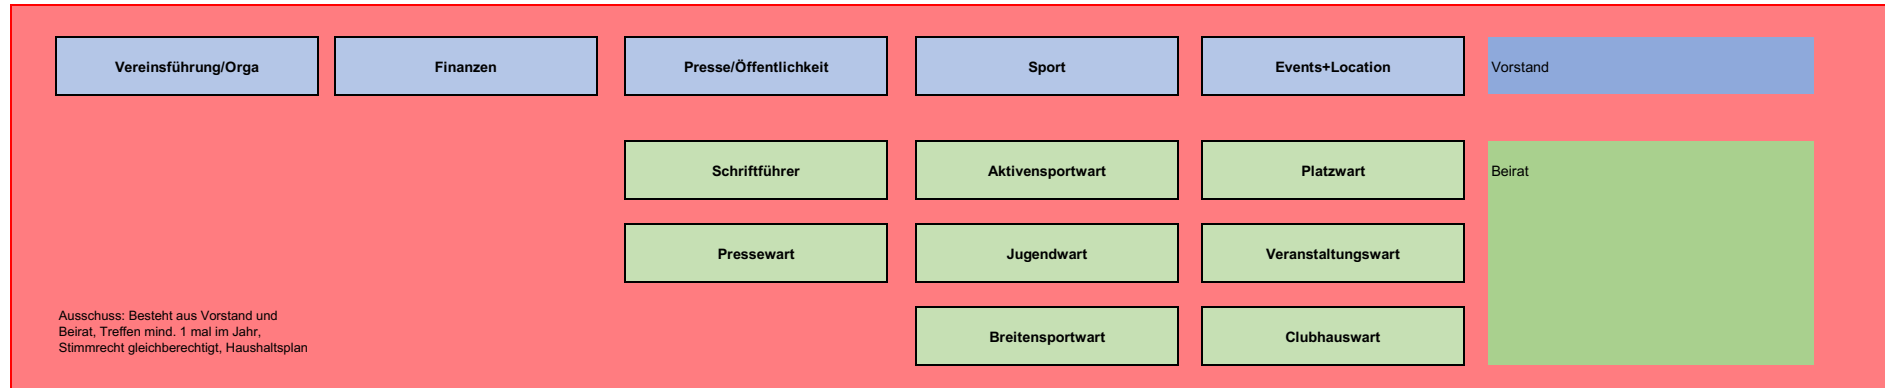 Vereinsführung/Orga
Finanzen
Presse/Öffentlichkeit
Sport
Events+Location
Vorstand
Schriftführer
Aktivensportwart
Platzwart
Beirat
Pressewart
Jugendwart
Veranstaltungswart
Ausschuss: Besteht aus Vorstand und
Beirat, Treffen mind. 1 mal im Jahr,
Stimmrecht gleichberechtigt, Haushaltsplan
Breitensportwart
Clubhauswart